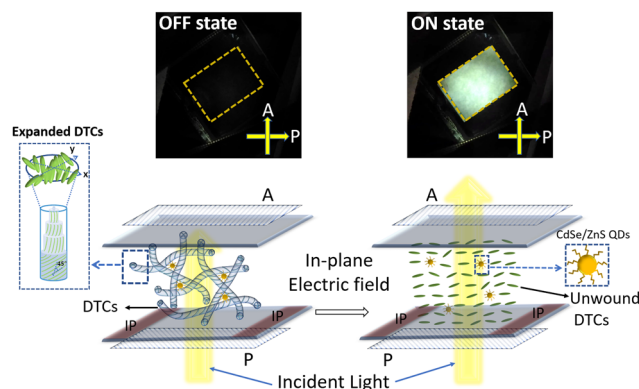 OFF state
A
P
ON state
A
P
Expanded DTCs
y
x
45°
A
DTCs
IP
IP
P
In-plane
Electric field
A
CdSe/ZnS QDs
Unwound
DTCs
IP
IP
P
Incident Light